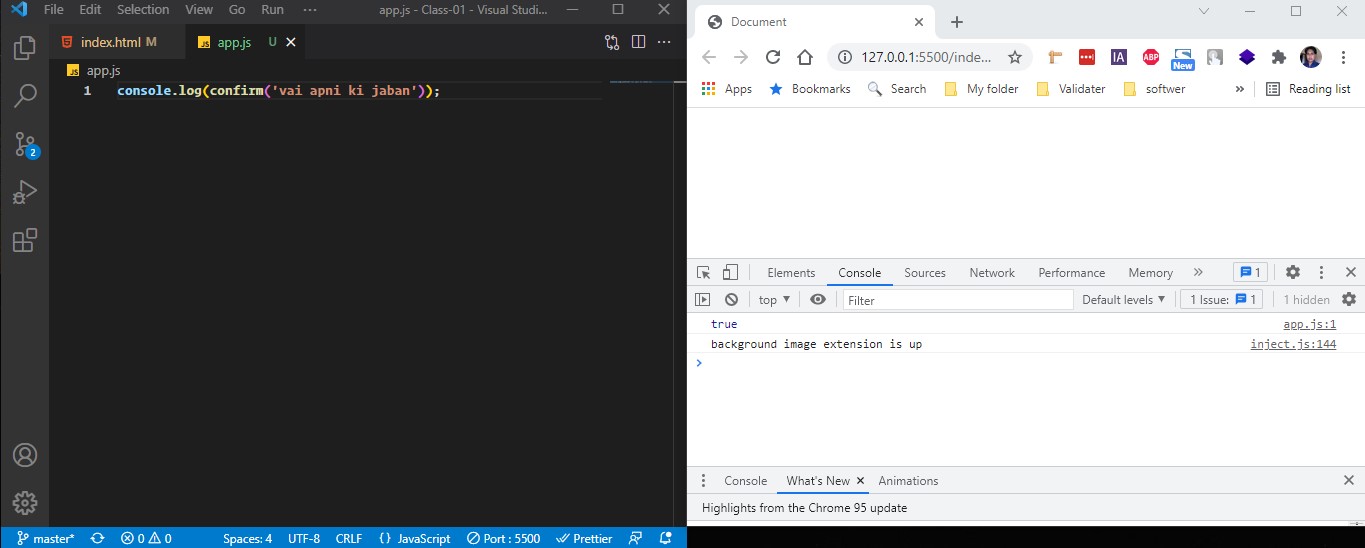 File Edit Selection View Go Run ··· app.js - Class-01 - Visual Studi...
index.html M app.js U
app.js
1 console.log(confirm('vai apni ki jaban'));
2
master* 0 0 Spaces: 4 UTF-8 CRLF {} JavaScript Port : 5500 Prettier
Document
127.0.0.1:5500/inde... IA ABP New
Apps Bookmarks Search My folder Validater softwer » Reading list
Elements Console Sources Network Performance Memory » 1
top Filter Default levels 1 Issue: 1 1 hidden
true app.js:1
background image extension is up inject.js:144
Console What's New Animations
Highlights from the Chrome 95 update